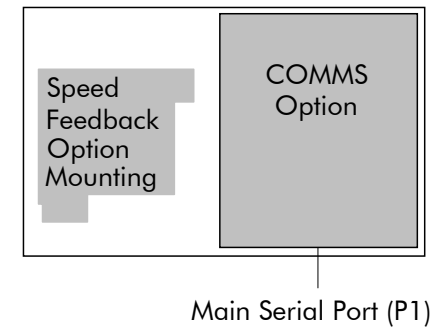 Speed
Feedback
Option
Mounting
COMMS
Option
Main Serial Port (P1)